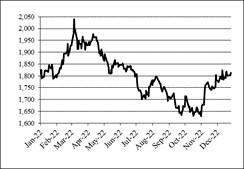 2,050
2,000
1,950
1,900
1,850
1,800
1,750
1,700
1,650
1,600
Jan-22
Feb-22
Mar-22
Apr-22
May-22
Jun-22
Jul-22
Aug-22
Sep-22
Oct-22
Nov-22
Dec-22